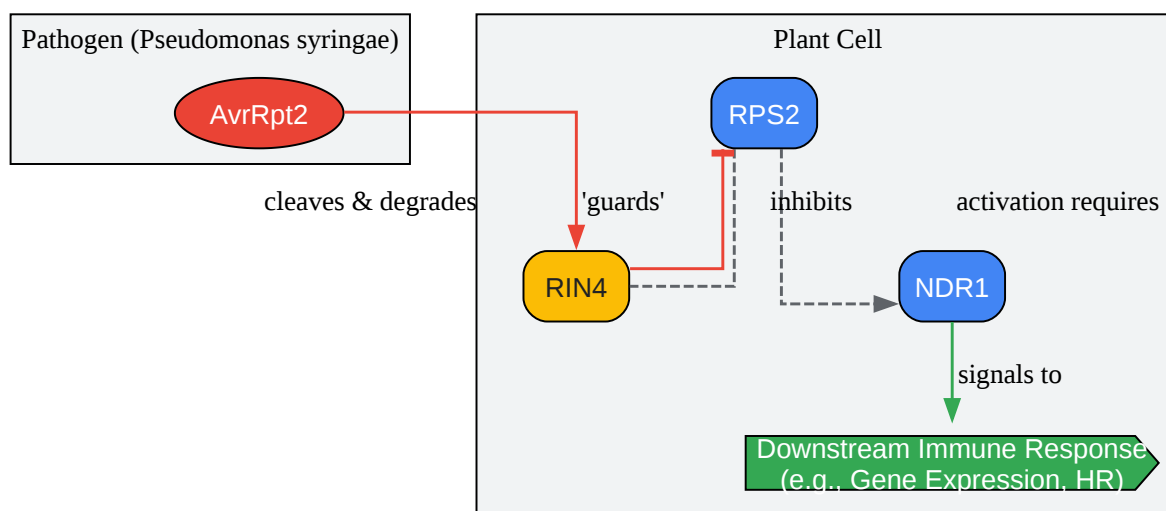 Pathogen (Pseudomonas syringae)
Plant Cell
AvrRpt2
RPS2
cleaves & degrades
'guards'
inhibits
activation requires
RIN4
NDR1
signals to
Downstream Immune Response
(e.g., Gene Expression, HR)